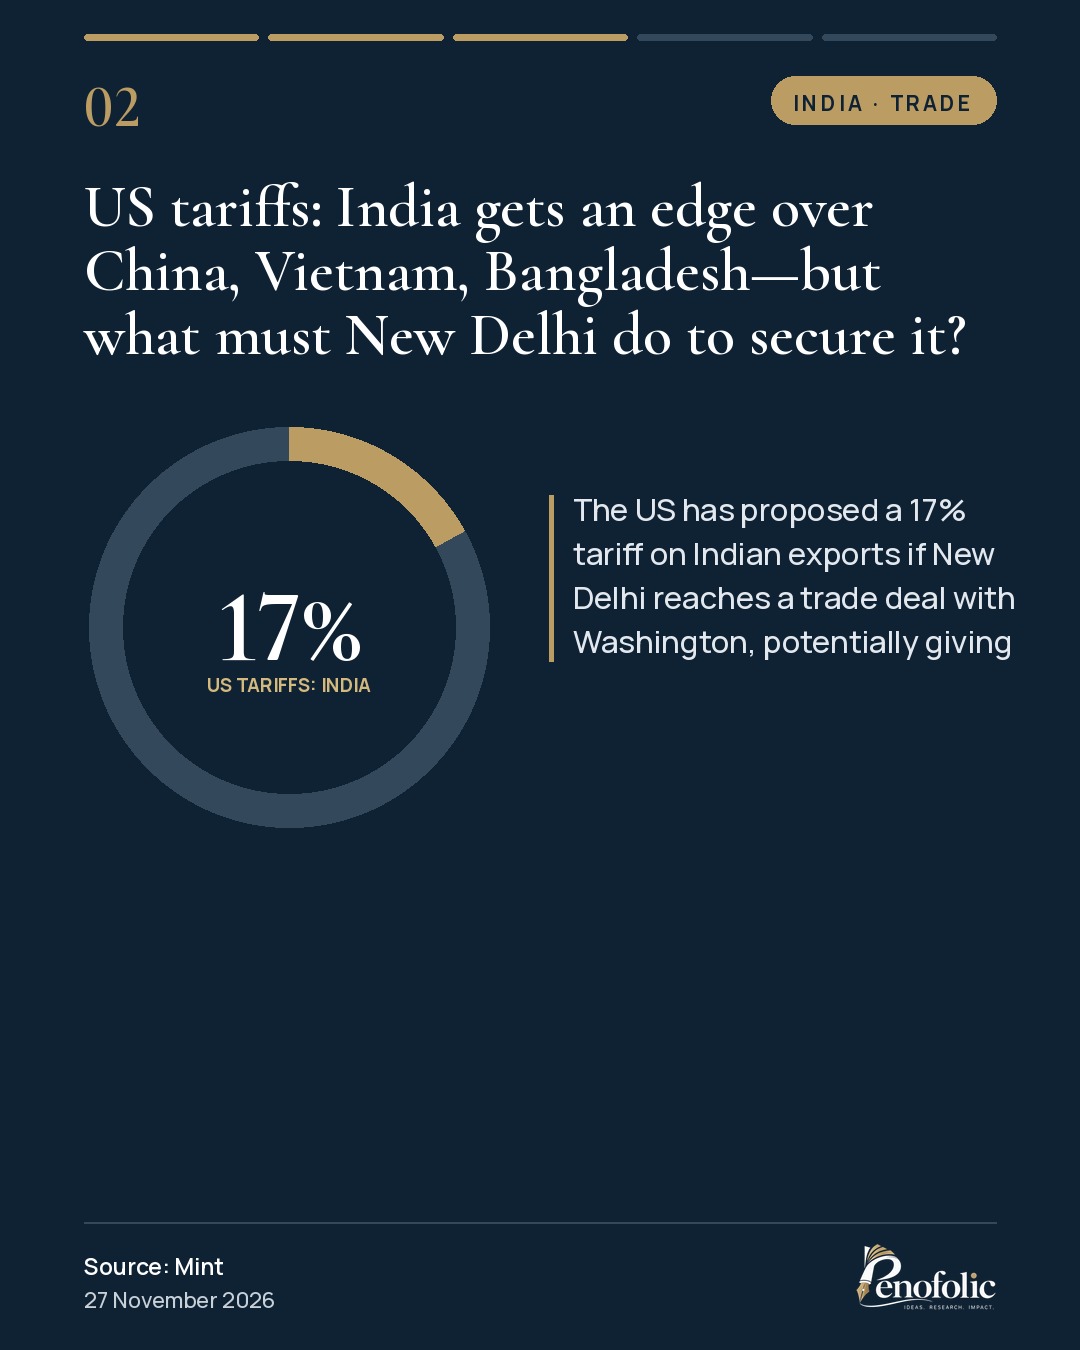 02
INDIA · TRADE
US tariffs: India gets an edge over
China, Vietnam, Bangladesh—but
what must New Delhi do to secure it?
17%
US TARIFFS: INDIA
The US has proposed a 17%
tariff on Indian exports if New
Delhi reaches a trade deal with
Washington, potentially giving
Source: Mint
27 November 2026
Penofolic
IDEAS. RESEARCH. IMPACT.